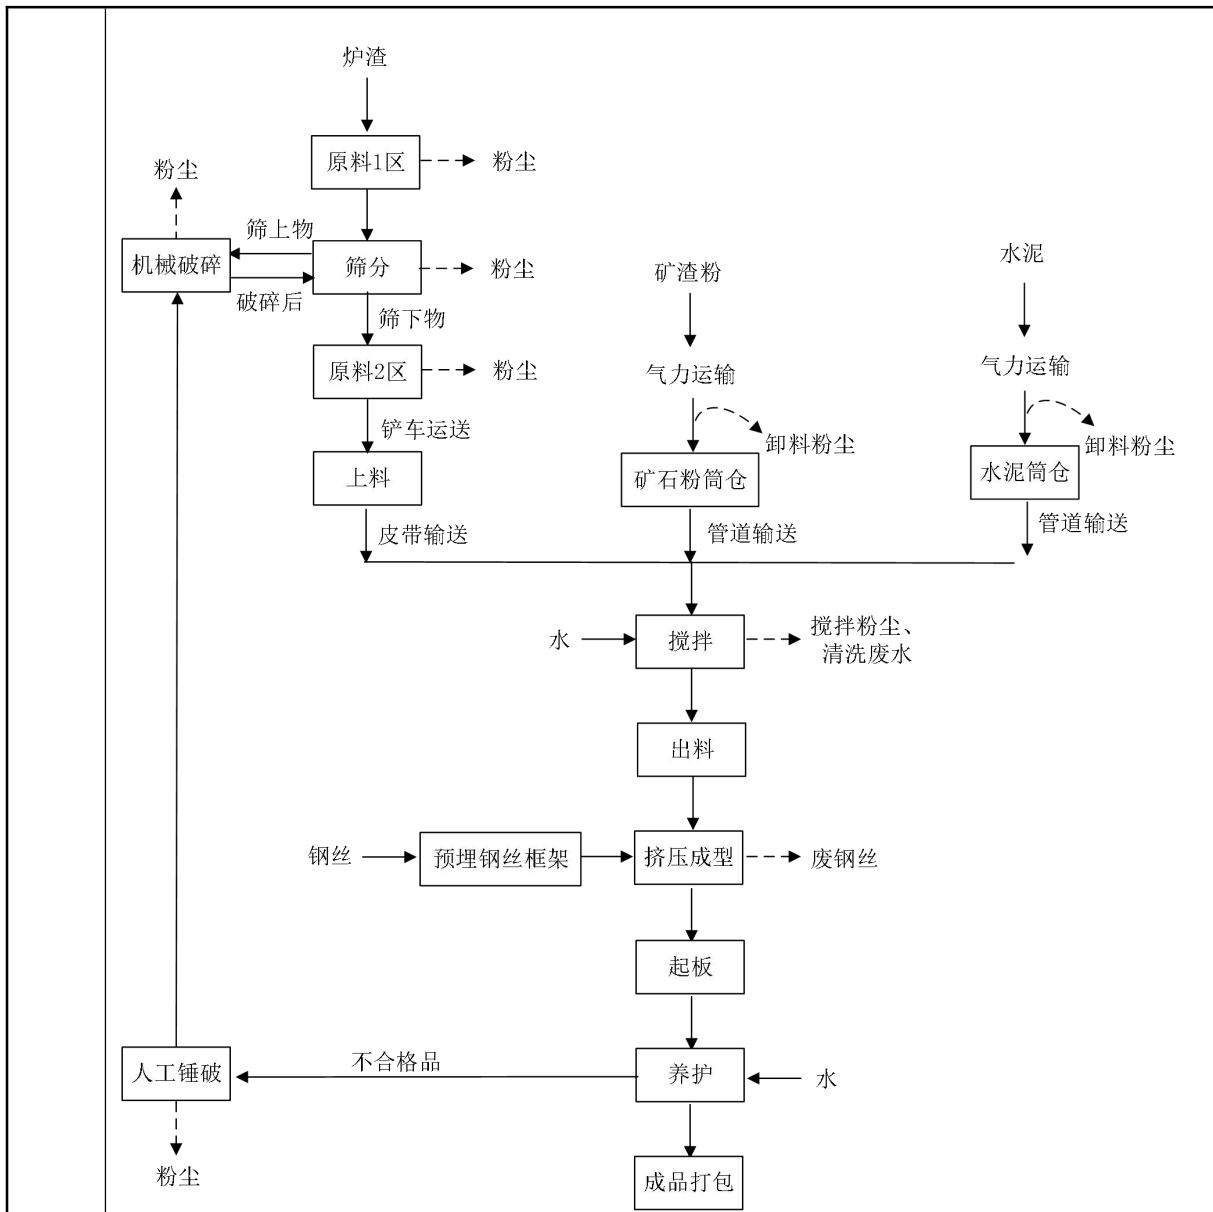 炉渣
原料1区
粉尘
粉尘
筛上物
机械破碎
筛分
粉尘
破碎后
筛下物
矿渣粉
水泥
原料2区
粉尘
气力运输
气力运输
铲车运送
卸料粉尘
卸料粉尘
上料
矿石粉筒仓
水泥筒仓
皮带输送
管道输送
管道输送
水
搅拌
搅拌粉尘、
清洗废水
出料
钢丝
预埋钢丝框架
挤压成型
废钢丝
起板
人工锤破
不合格品
养护
水
粉尘
成品打包